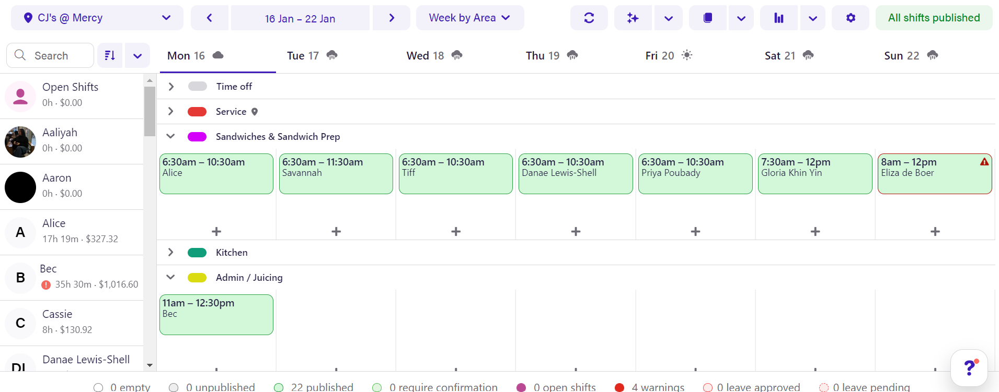 CJ's @ Mercy
16 Jan – 22 Jan
Week by Area
All shifts published
Search
Mon 16
Tue 17
Wed 18
Thu 19
Fri 20
Sat 21
Sun 22
Open Shifts
0h · $0.00
Aaliyah
0h · $0.00
Aaron
0h · $0.00
A
Alice
17h 19m · $327.32
B
Bec
35h 30m · $1,016.60
C
Cassie
8h · $130.92
DL
Danae Lewis-Shell
Time off
Service
Sandwiches & Sandwich Prep
6:30am – 10:30am
Alice
6:30am – 11:30am
Savannah
6:30am – 10:30am
Tiff
6:30am – 10:30am
Danae Lewis-Shell
6:30am – 10:30am
Priya Poubady
7:30am – 12pm
Gloria Khin Yin
8am – 12pm
Eliza de Boer
Kitchen
Admin / Juicing
11am – 12:30pm
Bec
0 empty
0 unpublished
22 published
0 require confirmation
0 open shifts
4 warnings
0 leave approved
0 leave pending